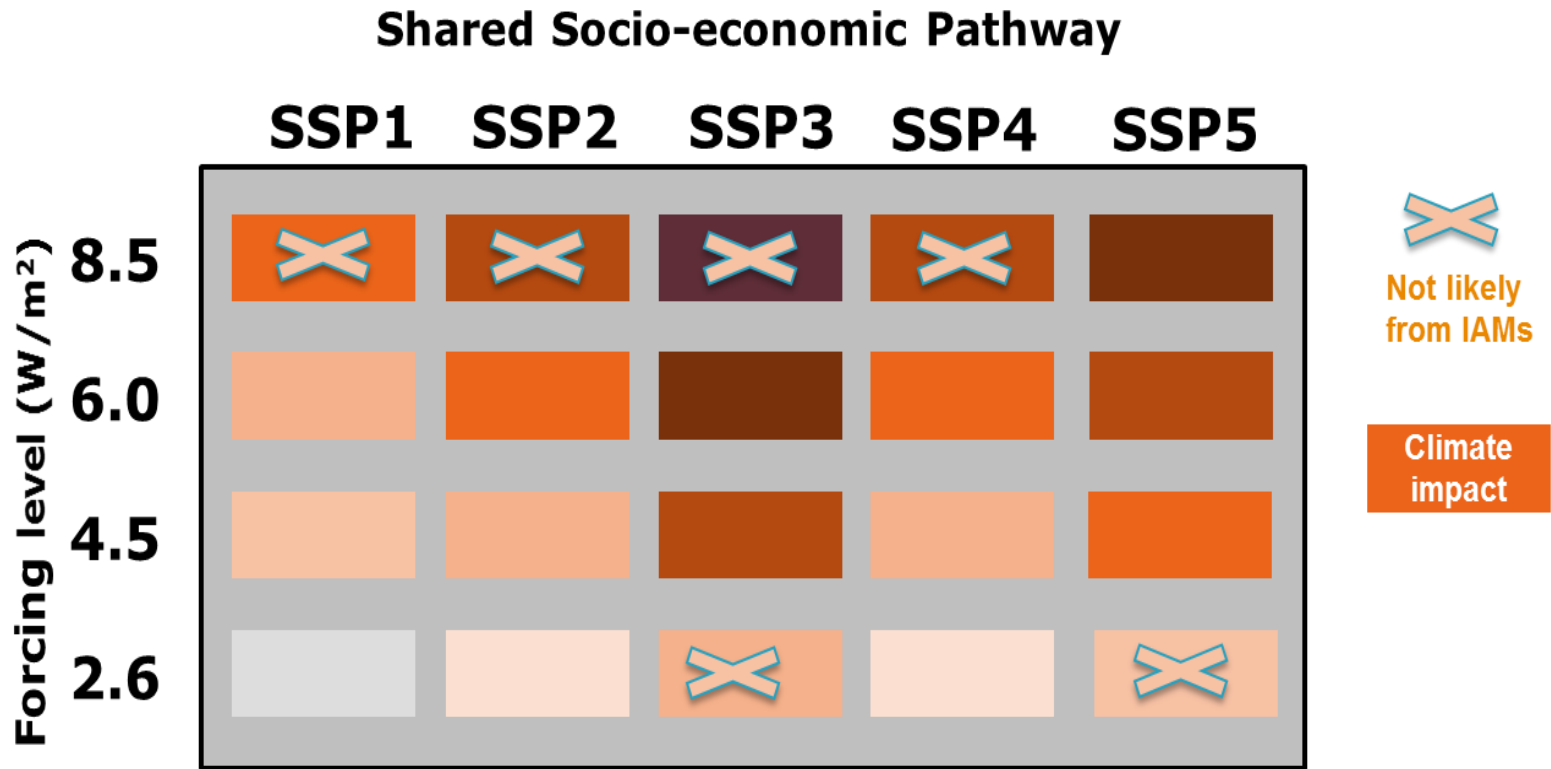 Shared Socio-economic Pathway
SSP1 SSP2 SSP3 SSP4 SSP5
Forcing level (W/m²)
8.5
6.0
4.5
2.6
Not likely
from IAMs
Climate
impact